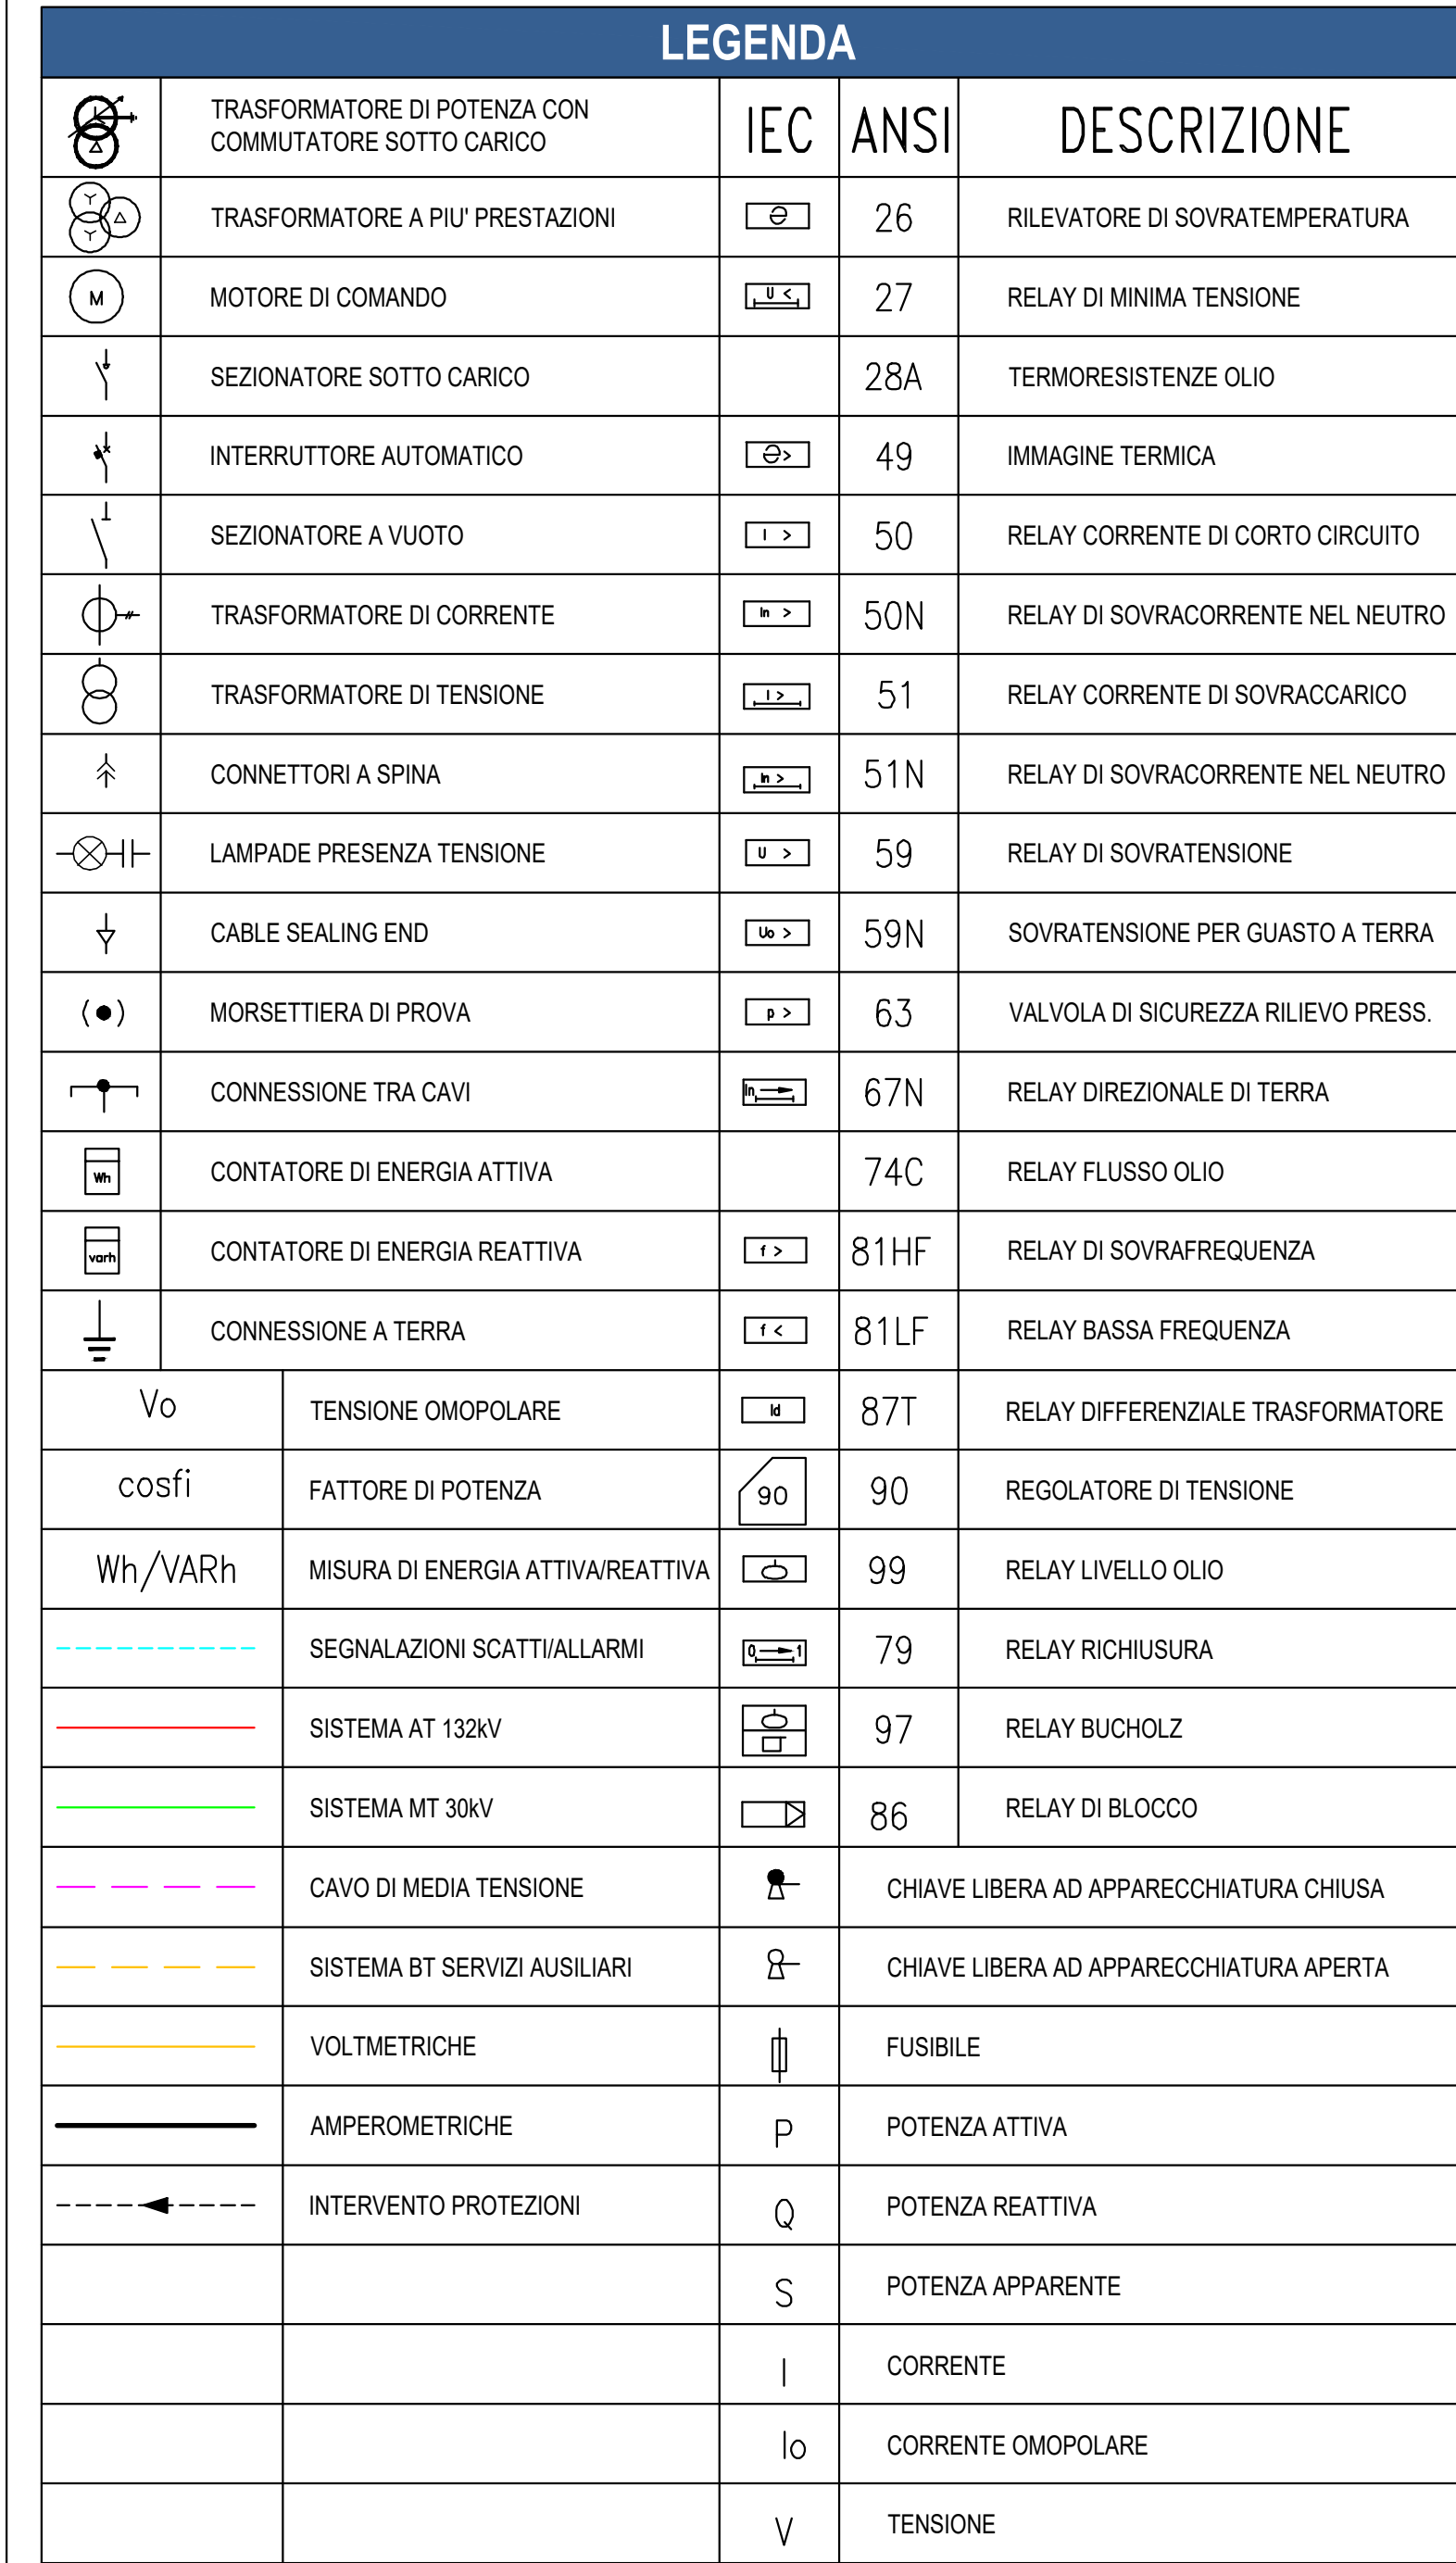 LEGENDA
TRASFORMATORE DI POTENZA CON
COMMUTATORE SOTTO CARICO
IEC ANSI DESCRIZIONE
TRASFORMATORE A PIU' PRESTAZIONI 26 RILEVATORE DI SOVRATEMPERATURA
M MOTORE DI COMANDO U < 27 RELAY DI MINIMA TENSIONE
SEZIONATORE SOTTO CARICO 28A TERMORESISTENZE OLIO
INTERRUTTORE AUTOMATICO > 49 IMMAGINE TERMICA
SEZIONATORE A VUOTO I > 50 RELAY CORRENTE DI CORTO CIRCUITO
TRASFORMATORE DI CORRENTE In > 50N RELAY DI SOVRACORRENTE NEL NEUTRO
TRASFORMATORE DI TENSIONE I > 51 RELAY CORRENTE DI SOVRACCARICO
CONNETTORI A SPINA In > 51N RELAY DI SOVRACORRENTE NEL NEUTRO
LAMPADE PRESENZA TENSIONE U > 59 RELAY DI SOVRATENSIONE
CABLE SEALING END Uo > 59N SOVRATENSIONE PER GUASTO A TERRA
MORSETTIERA DI PROVA p > 63 VALVOLA DI SICUREZZA RILIEVO PRESS.
CONNESSIONE TRA CAVI In 67N RELAY DIREZIONALE DI TERRA
Wh CONTATORE DI ENERGIA ATTIVA 74C RELAY FLUSSO OLIO
varh CONTATORE DI ENERGIA REATTIVA f > 81HF RELAY DI SOVRAFREQUENZA
CONNESSIONE A TERRA f < 81LF RELAY BASSA FREQUENZA
Vo TENSIONE OMOPOLARE Id 87T RELAY DIFFERENZIALE TRASFORMATORE
cosfi FATTORE DI POTENZA 90 90 REGOLATORE DI TENSIONE
Wh/VARh MISURA DI ENERGIA ATTIVA/REATTIVA 99 RELAY LIVELLO OLIO
SEGNALAZIONI SCATTI/ALLARMI 0 1 79 RELAY RICHIUSURA
SISTEMA AT 132kV 97 RELAY BUCHOLZ
SISTEMA MT 30kV 86 RELAY DI BLOCCO
CAVO DI MEDIA TENSIONE CHIAVE LIBERA AD APPARECCHIATURA CHIUSA
SISTEMA BT SERVIZI AUSILIARI CHIAVE LIBERA AD APPARECCHIATURA APERTA
VOLTMETRICHE FUSIBILE
AMPEROMETRICHE P POTENZA ATTIVA
INTERVENTO PROTEZIONI Q POTENZA REATTIVA
S POTENZA APPARENTE
I CORRENTE
Io CORRENTE OMOPOLARE
V TENSIONE